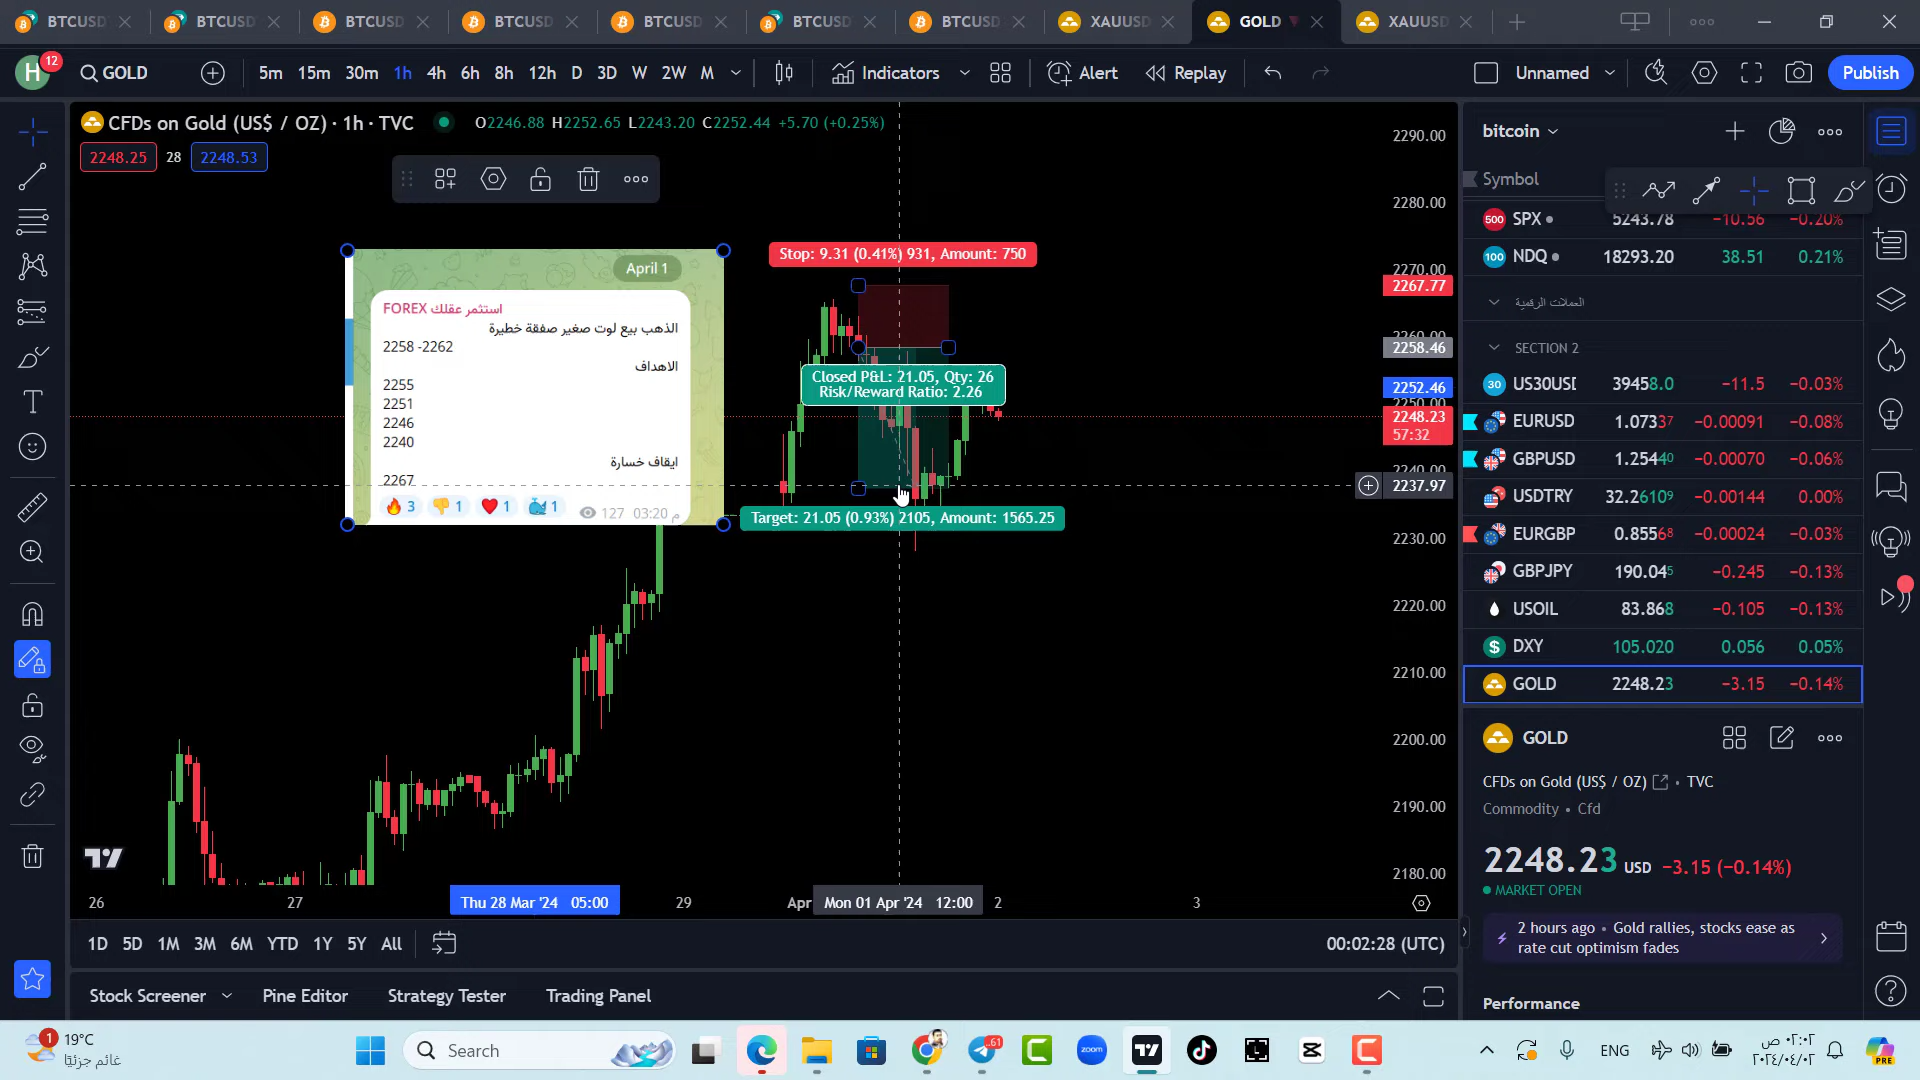 BTCUSD
BTCUSD
BTCUSD
BTCUSD
BTCUSD
BTCUSD
BTCUSD
XAUUSD
GOLD
XAUUSD
H
12
GOLD
5m 15m 30m 1h 4h 6h 8h 12h D 3D W 2W M
Indicators
Alert
Replay
Unnamed
Publish
CFDs on Gold (US$ / OZ) · 1h · TVC
O2246.88 H2252.65 L2243.20 C2252.44 +5.70 (+0.25%)
2248.25 28 2248.53
April 1
استثمر عقلك FOREX
الذهب بيع لوت صغير صفقة خطيرة
2258 -2262
الاهداف
2255
2251
2246
2240
ايقاف خسارة
2267
3 1 1 1
127 03:20 م
Stop: 9.31 (0.41%) 931, Amount: 750
Closed P&L: 21.05, Qty: 26
Risk/Reward Ratio: 2.26
Target: 21.05 (0.93%) 2105, Amount: 1565.25
2290.00
2280.00
2270.00
2267.77
2260.00
2258.46
2252.46
2250.00
2248.23
57:32
2240.00
2237.97
2230.00
2220.00
2210.00
2200.00
2190.00
2180.00
26 27 Thu 28 Mar '24 05:00 29 Apr Mon 01 Apr '24 12:00 2 3
1D 5D 1M 3M 6M YTD 1Y 5Y All
00:02:28 (UTC)
Stock Screener Pine Editor Strategy Tester Trading Panel
bitcoin
Symbol
500 SPX 5243.78 −10.56 −0.20%
100 NDQ 18293.20 38.51 0.21%
العملات الرقمية
SECTION 2
30 US30USD 39458.0 −11.5 −0.03%
EURUSD 1.07337 −0.00091 −0.08%
GBPUSD 1.25440 −0.00070 −0.06%
USDTRY 32.26109 −0.00144 0.00%
EURGBP 0.85568 −0.00024 −0.03%
GBPJPY 190.045 −0.245 −0.13%
USOIL 83.868 −0.105 −0.13%
DXY 105.020 0.056 0.05%
GOLD 2248.23 −3.15 −0.14%
GOLD
CFDs on Gold (US$ / OZ) • TVC
Commodity • Cfd
2248.23 USD −3.15 (−0.14%)
MARKET OPEN
2 hours ago • Gold rallies, stocks ease as
rate cut optimism fades
Performance
1
19°C
غائم جزئيًا
Search
61
zoom
ENG
٠٢:٠٢ ص
٢٠٢٤/٠٤/٠٢
PRE